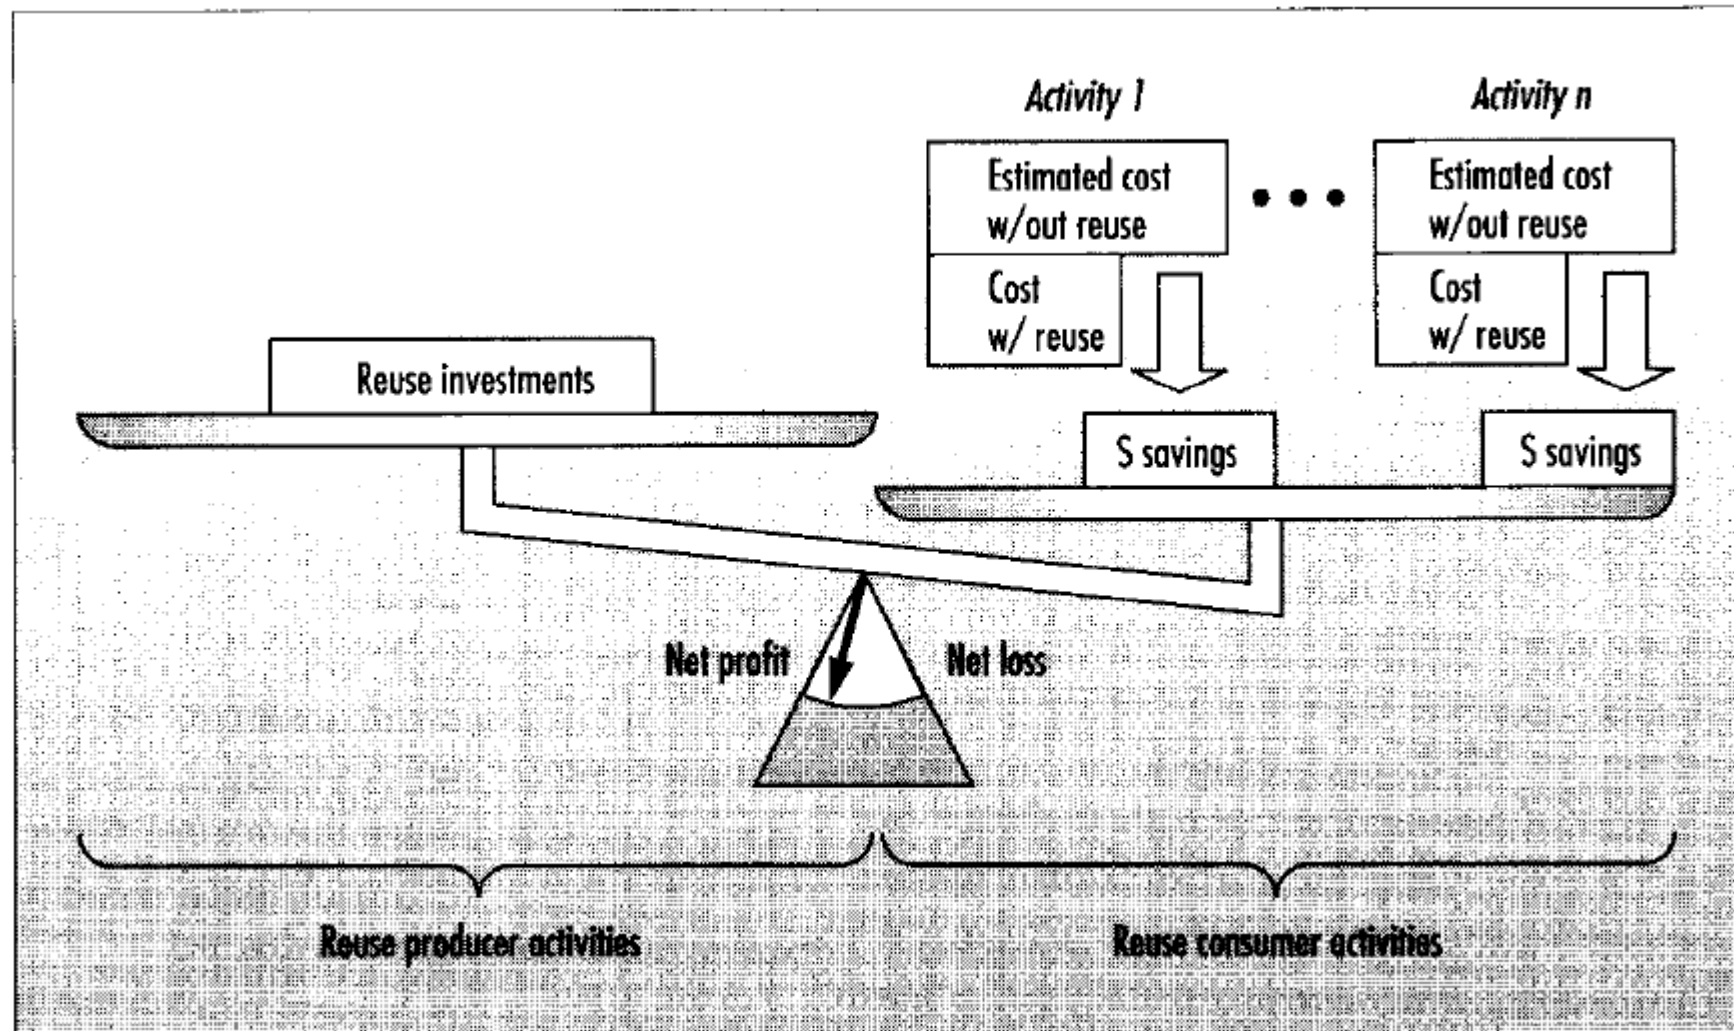 Activity 1
Activity n
Estimated cost
w/out reuse
Estimated cost
w/out reuse
Cost
w/ reuse
Cost
w/ reuse
Reuse investments
$ savings
$ savings
Net profit
Net loss
Reuse producer activities
Reuse consumer activities